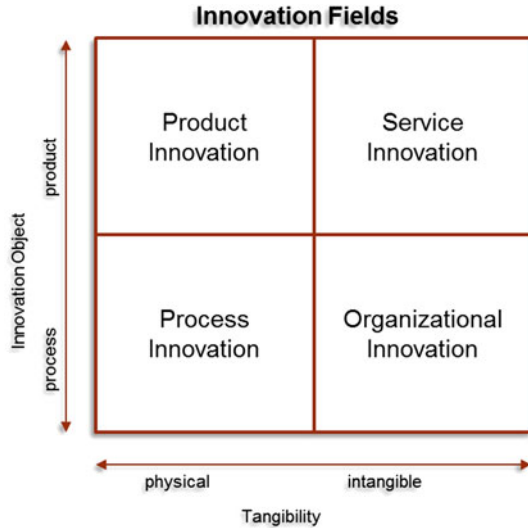 Innovation Fields
Product
Innovation
Service
Innovation
Process
Innovation
Organizational
Innovation
Innovation Object
product
process
physical
intangible
Tangibility